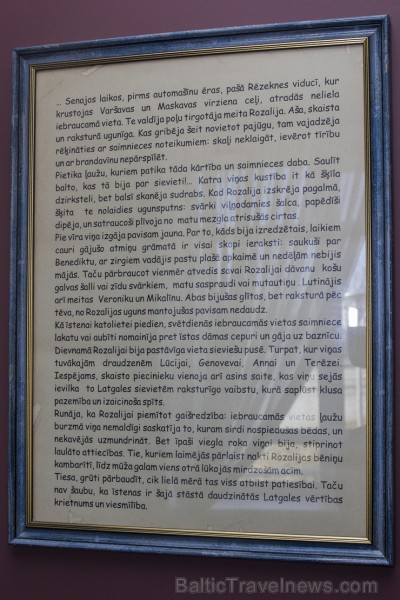 ... Senajos laikos, pirms automašīnu ēras, pašā Rēzeknes viducī, kur
krustojas Varšavas un Maskavas virziena ceļi, atradās neliela
iebraucamā vieta. Te valdīja poļu tirgotāja meita Rozalija. Aša, skaista
un raksturā ugunīga. Kas gribēja šeit novietot pajūgu, tam vajadzēja
rēķināties ar saimnieces noteikumiem: skaļi neklaigāt, ievērot tīrību
un ar brandavīnu nepārspīlēt.
Pietika ļaužu, kuriem patika tāda kārtība un saimnieces daba. Saulīt
balto, kas tā bija par sievieti!... Katra viņas kustība it kā šķīla
dzirksteli, bet balsī skanēja sudrabs. Kad Rozalija izskrēja pagalmā,
šķita te nolaidies ugunsputns: svārki viļņodamies šalca, papēdīši
dipēja, un satraucoši plīvoja no matu mezgla atrisušās cirtas.
Pie vīra viņa izgāja pavisam jauna. Par to, kāds bija izredzētais, laikiem
cauri gājušo atmiņu grāmatā ir visai skopi ieraksti: saukuši par
Benediktu, ar zirgiem vadājis pastu plašā apkaimē un nedēļām nebijis
mājās. Taču pārbraucot vienmēr atvedis savai Rozalijai dāvanu košu
galvas šalli vai zīdu svārkiem, matu saspraudi vai mutautiņu. Lutinājis
arī meitas Veroniku un Mikalīnu. Abas bijušas glītas, bet raksturā pēc
tēva, no Rozalijas uguns mantojušas pavisam nedaudz.
Kā īstenai katolietei piedien, svētdienās iebraucamās vietas saimniece
lakatu vai aubīti nomainīja pret īstas dāmas cepuri un gāja uz baznīcu.
Dievnamā Rozalijai bija pastāvīga vieta sieviešu pusē. Turpat, kur viņas
tuvākajām draudzenēm Lūcijai, Genovevai, Annai un Terēzei.
Iespējams, skaisto piecinieku vienoja arī asins saite, kas viņu sejās
ievilka to Latgales sievietēm raksturīgo vaibstu, kurā saplūst klusa
pazemība un izaicinošs spīts.
Runāja, ka Rozalijai piemitot gaišredzība: iebraucamās vietas ļaužu
burzmā viņa nemaldīgi saskatīja to, kuram sirdi nospiedušas bēdas, un
nekavējās uzmundrināt. Bet īpaši viegla roka viņai bija, stiprinot
laulāto attiecības. Tie, kuriem laimējās pārlaist nakti Rozalijas bēniņu
kambarītī, līdz mūža galam viens otrā lūkojās mirdzošām acīm.
Tiesa, grūti pārbaudīt, cik lielā mērā tas viss atbilst patiesībai. Taču
nav šaubu, ka īstenas ir šajā stāstā daudzinātās Latgales vērtības
krietnums un viesmīlība.
BalticTravelnews.com